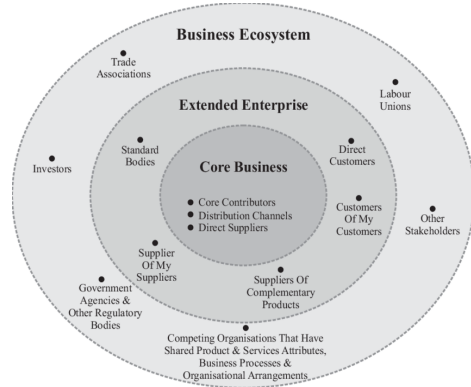 Business Ecosystem
Trade
Associations
Labour
Unions
Extended Enterprise
Standard
Bodies
Direct
Customers
Investors
Core Business
Core Contributors
Distribution Channels
Direct Suppliers
Customers
Of My
Customers
Other
Stakeholders
Supplier
Of My
Suppliers
Suppliers Of
Complementary
Products
Government
Agencies &
Other Regulatory
Bodies
Competing Organisations That Have
Shared Product & Services Attributes,
Business Processes &
Organisational Arrangements